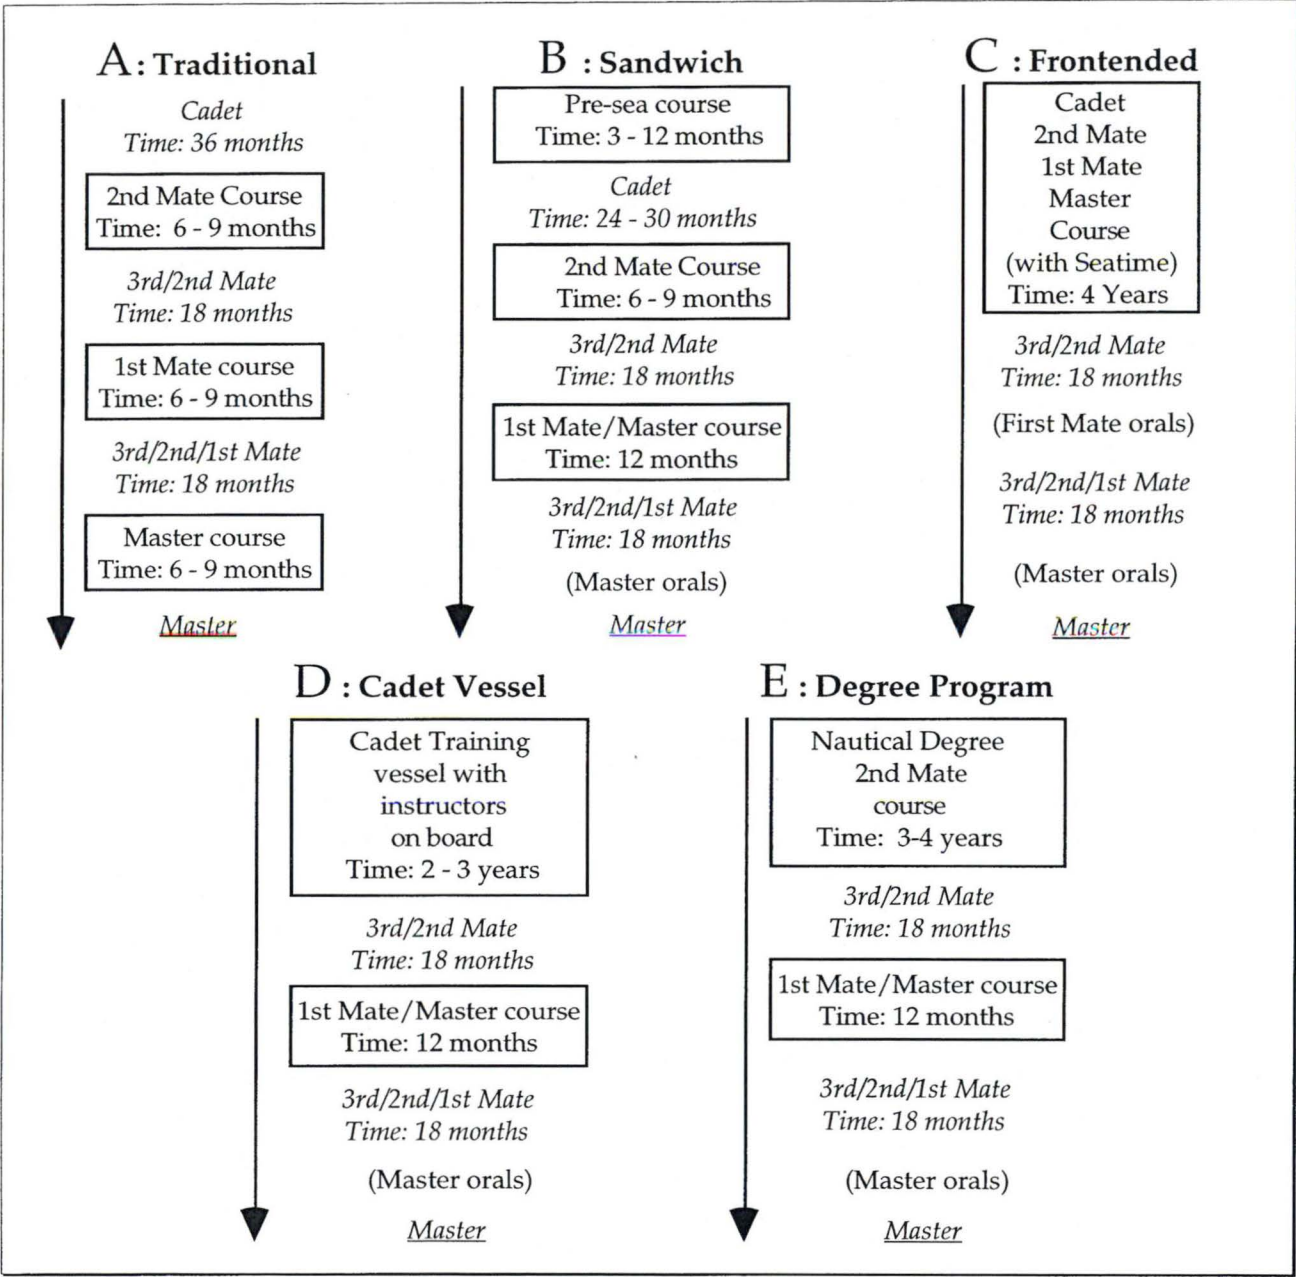 A : Traditional
Cadet
Time: 36 months
2nd Mate Course
Time: 6 - 9 months
3rd/2nd Mate
Time: 18 months
1st Mate course
Time: 6 - 9 months
3rd/2nd/1st Mate
Time: 18 months
Master course
Time: 6 - 9 months
Master
B : Sandwich
Pre-sea course
Time: 3 - 12 months
Cadet
Time: 24 - 30 months
2nd Mate Course
Time: 6 - 9 months
3rd/2nd Mate
Time: 18 months
1st Mate/Master course
Time: 12 months
3rd/2nd/1st Mate
Time: 18 months
(Master orals)
Master
C : Frontended
Cadet
2nd Mate
1st Mate
Master
Course
(with Seatime)
Time: 4 Years
3rd/2nd Mate
Time: 18 months
(First Mate orals)
3rd/2nd/1st Mate
Time: 18 months
(Master orals)
Master
D : Cadet Vessel
Cadet Training
vessel with
instructors
on board
Time: 2 - 3 years
3rd/2nd Mate
Time: 18 months
1st Mate/Master course
Time: 12 months
3rd/2nd/1st Mate
Time: 18 months
(Master orals)
Master
E : Degree Program
Nautical Degree
2nd Mate
course
Time: 3-4 years
3rd/2nd Mate
Time: 18 months
1st Mate/Master course
Time: 12 months
3rd/2nd/1st Mate
Time: 18 months
(Master orals)
Master